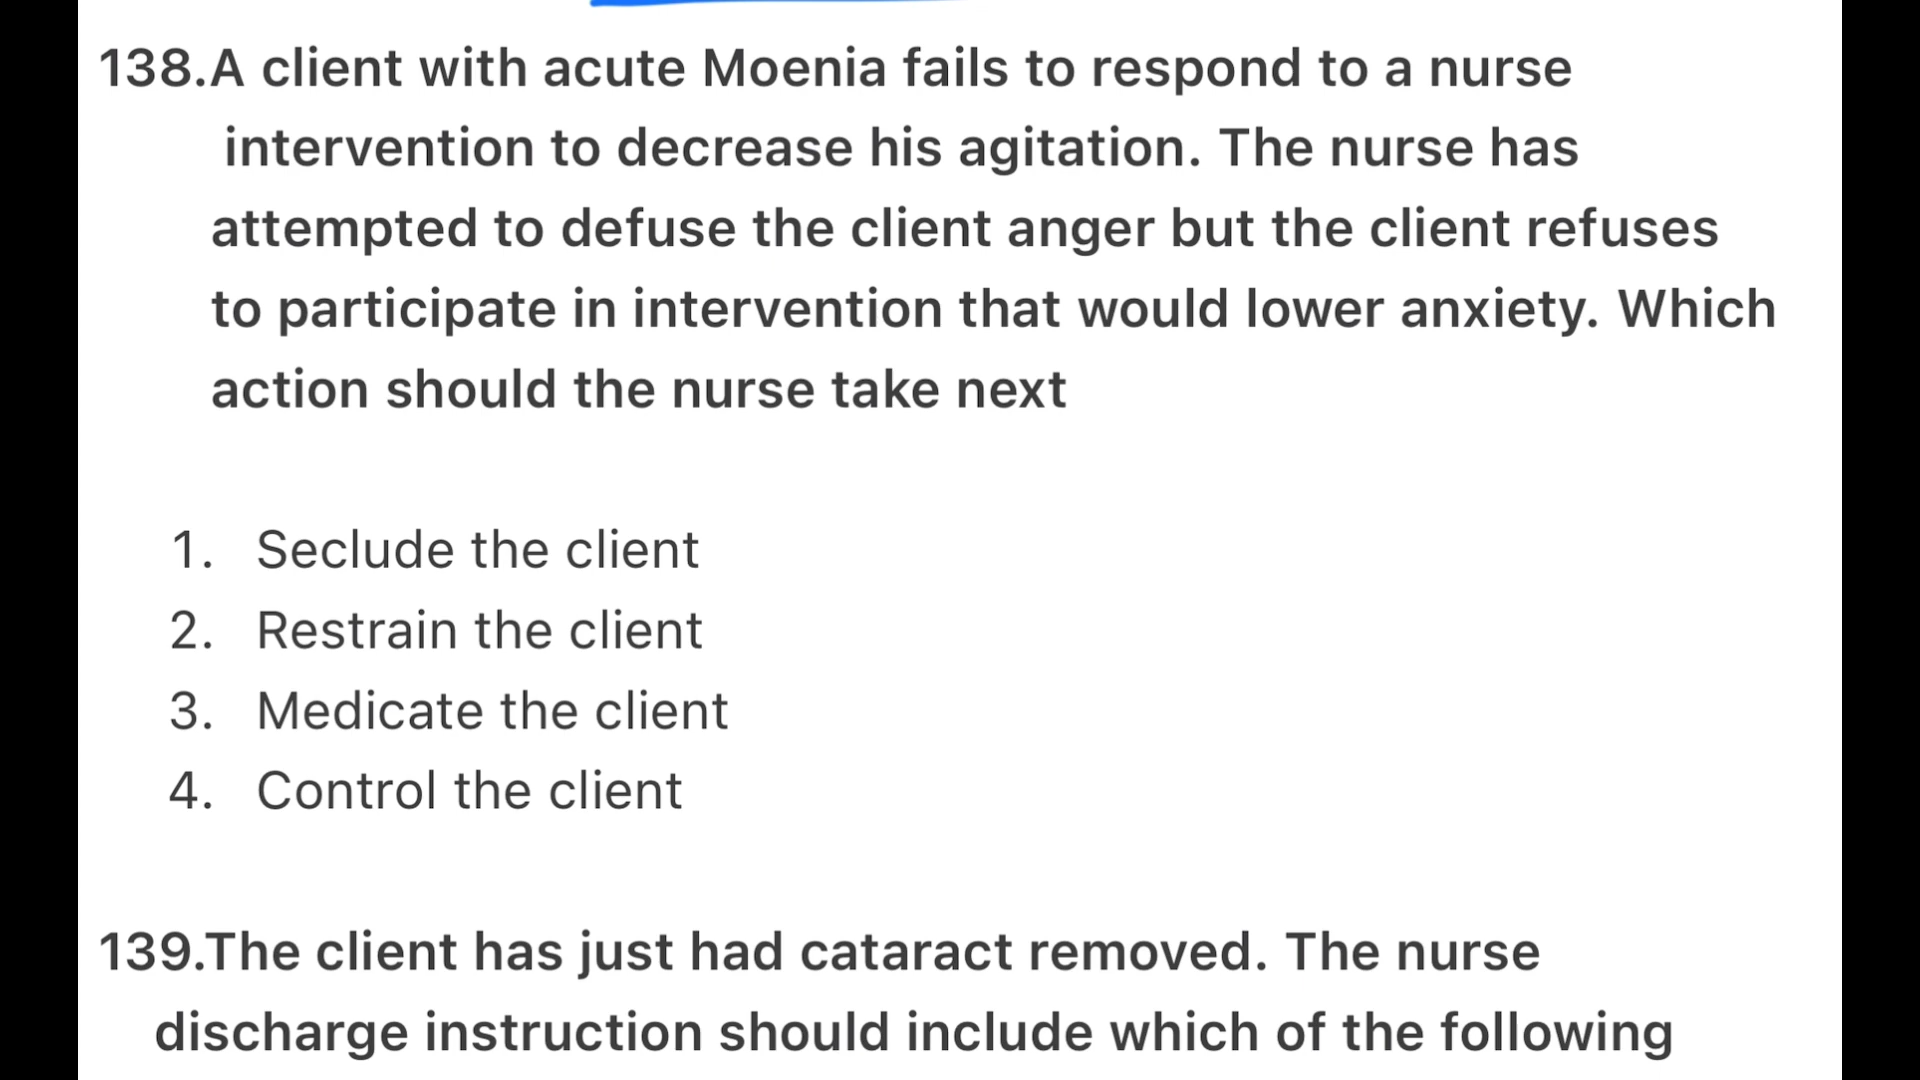 138.A client with acute Moenia fails to respond to a nurse
intervention to decrease his agitation. The nurse has
attempted to defuse the client anger but the client refuses
to participate in intervention that would lower anxiety. Which
action should the nurse take next
1. Seclude the client
2. Restrain the client
3. Medicate the client
4. Control the client
139.The client has just had cataract removed. The nurse
discharge instruction should include which of the following